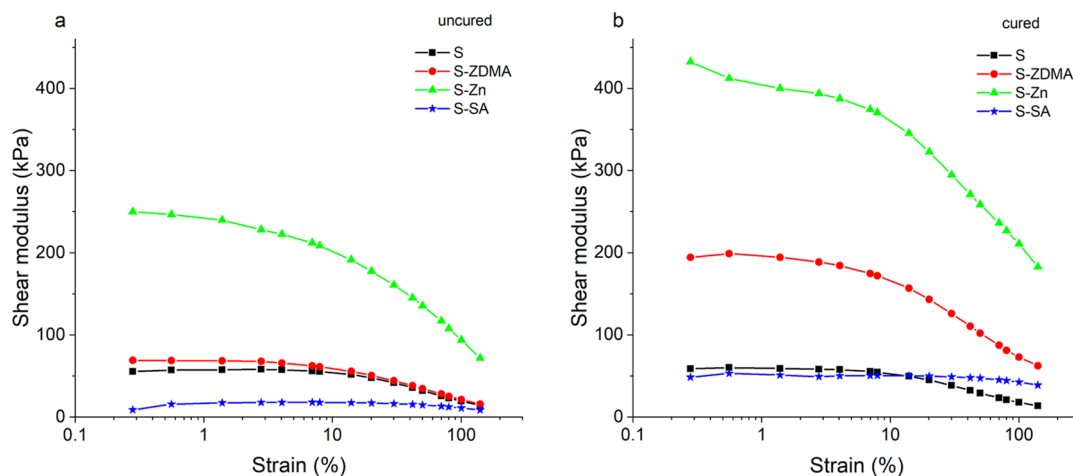 a
uncured
S
S-ZDMA
S-Zn
S-SA
Shear modulus (kPa)
400
300
200
100
0
0.1
1
10
100
Strain (%)
b
cured
S
S-ZDMA
S-Zn
S-SA
Shear modulus (kPa)
400
300
200
100
0
0.1
1
10
100
Strain (%)